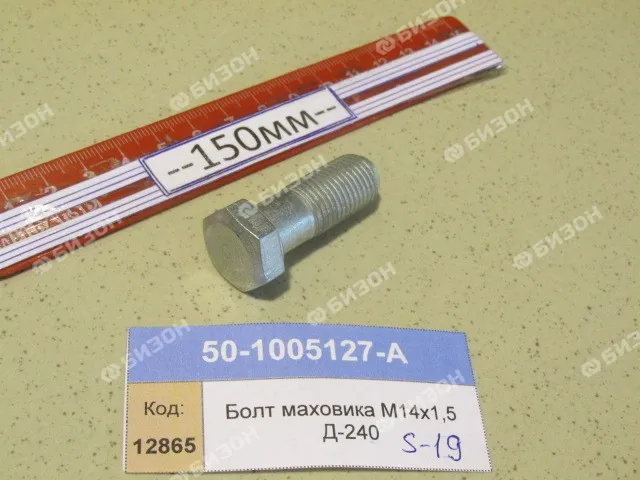 --150мм--
50-1005127-А
Код:
12865
Болт маховика М14х1,5
Д-240
S-19
БИЗОН